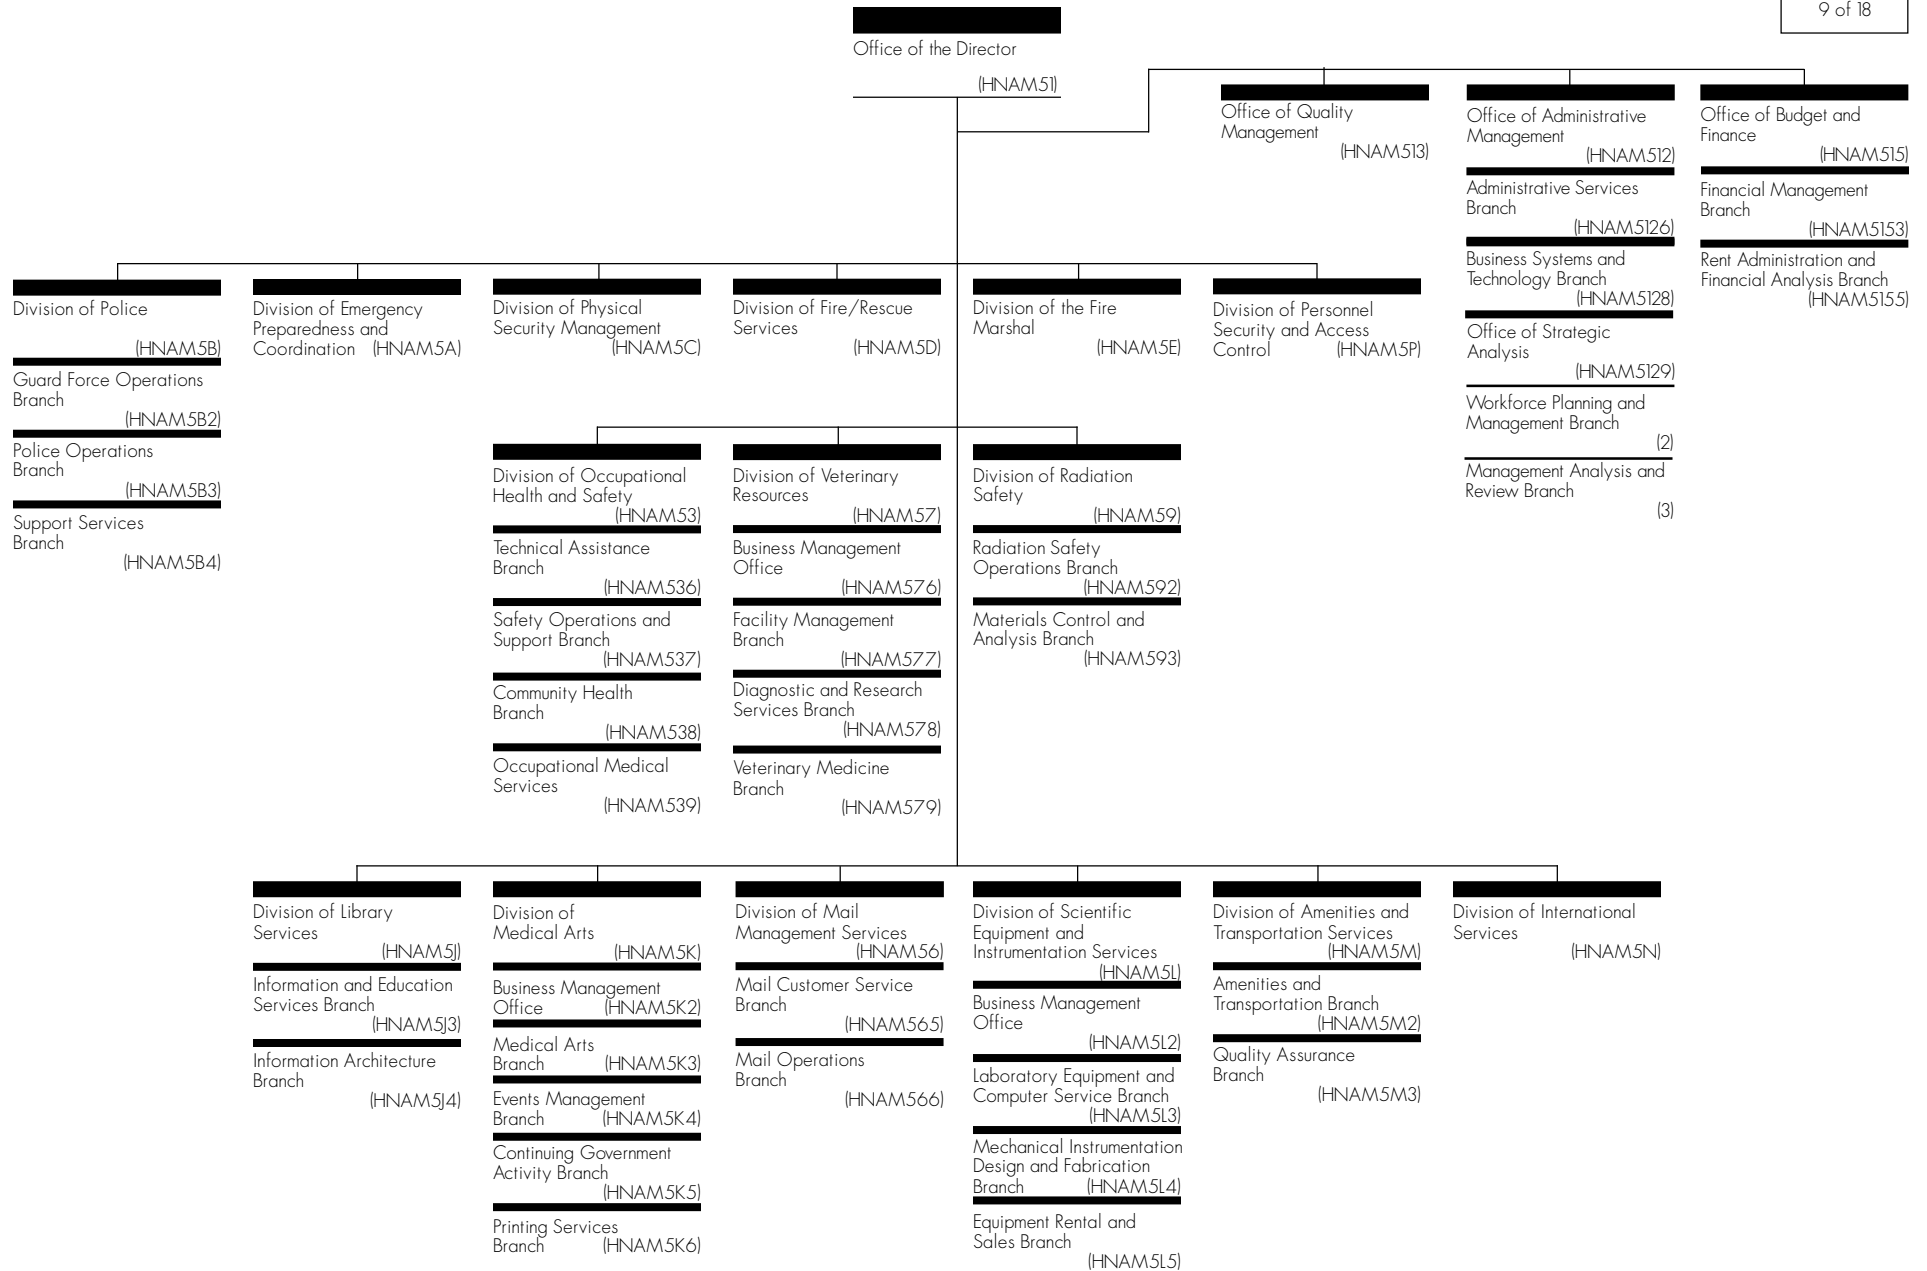 9 of 18
Office of the Director
(HNAM51)
Office of Quality
Management
(HNAM513)
Office of Administrative
Management
(HNAM512)
Administrative Services
Branch
(HNAM5126)
Business Systems and
Technology Branch
(HNAM5128)
Office of Strategic
Analysis
(HNAM5129)
Workforce Planning and
Management Branch
(2)
Management Analysis and
Review Branch
(3)
Office of Budget and
Finance
(HNAM515)
Financial Management
Branch
(HNAM5153)
Rent Administration and
Financial Analysis Branch
(HNAM5155)
Division of Police
(HNAM5B)
Guard Force Operations
Branch
(HNAM5B2)
Police Operations
Branch
(HNAM5B3)
Support Services
Branch
(HNAM5B4)
Division of Emergency
Preparedness and
Coordination (HNAM5A)
Division of Physical
Security Management
(HNAM5C)
Division of Fire/Rescue
Services
(HNAM5D)
Division of the Fire
Marshal
(HNAM5E)
Division of Personnel
Security and Access
Control (HNAM5P)
Division of Occupational
Health and Safety
(HNAM53)
Technical Assistance
Branch
(HNAM536)
Safety Operations and
Support Branch
(HNAM537)
Community Health
Branch
(HNAM538)
Occupational Medical
Services
(HNAM539)
Division of Veterinary
Resources
(HNAM57)
Business Management
Office
(HNAM576)
Facility Management
Branch
(HNAM577)
Diagnostic and Research
Services Branch
(HNAM578)
Veterinary Medicine
Branch
(HNAM579)
Division of Radiation
Safety
(HNAM59)
Radiation Safety
Operations Branch
(HNAM592)
Materials Control and
Analysis Branch
(HNAM593)
Division of Library
Services
(HNAM5J)
Information and Education
Services Branch
(HNAM5J3)
Information Architecture
Branch
(HNAM5J4)
Division of
Medical Arts
(HNAM5K)
Business Management
Office (HNAM5K2)
Medical Arts
Branch (HNAM5K3)
Events Management
Branch (HNAM5K4)
Continuing Government
Activity Branch
(HNAM5K5)
Printing Services
Branch (HNAM5K6)
Division of Mail
Management Services
(HNAM56)
Mail Customer Service
Branch
(HNAM565)
Mail Operations
Branch
(HNAM566)
Division of Scientific
Equipment and
Instrumentation Services
(HNAM5L)
Business Management
Office
(HNAM5L2)
Laboratory Equipment and
Computer Service Branch
(HNAM5L3)
Mechanical Instrumentation
Design and Fabrication
Branch (HNAM5L4)
Equipment Rental and
Sales Branch
(HNAM5L5)
Division of Amenities and
Transportation Services
(HNAM5M)
Amenities and
Transportation Branch
(HNAM5M2)
Quality Assurance
Branch
(HNAM5M3)
Division of International
Services
(HNAM5N)